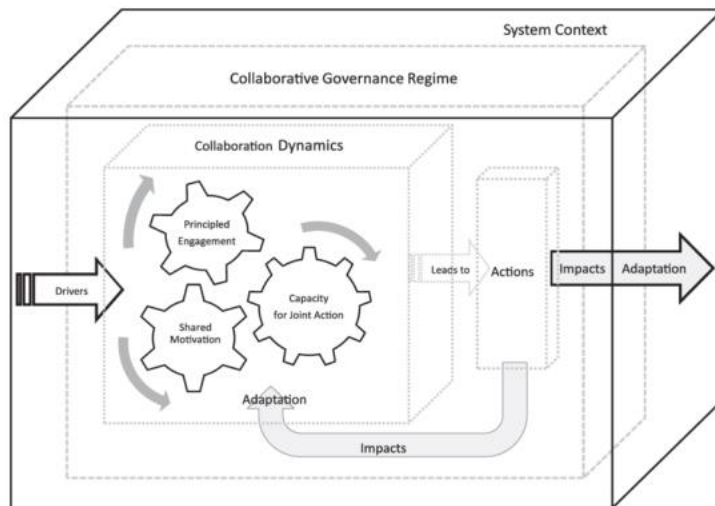 System Context
Collaborative Governance Regime
Collaboration Dynamics
Principled
Engagement
Drivers
Leads to
Actions
Impacts
Adaptation
Capacity
for Joint Action
Shared
Motivation
Adaptation
Impacts